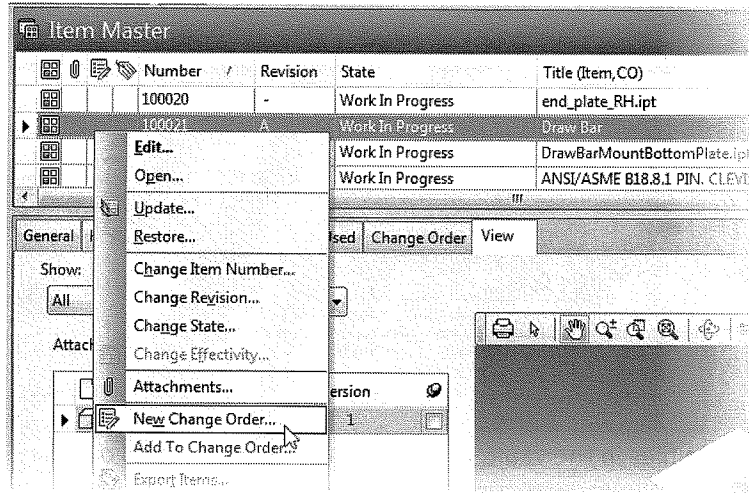 Item Master
Number / Revision State Title (Item,CO)
100020 - Work In Progress end_plate_RH.ipt
100021 A Work In Progress Draw Bar
Work In Progress DrawBarMountBottomPlate.ipt
Work In Progress ANSI/ASME B18.8.1 PIN. CLEVI
Edit...
Open...
Update...
Restore...
General Used Change Order View
Show:
All
Change Item Number...
Change Revision...
Change State...
Change Effectivity...
Attach
Attachments...
ersion
New Change Order...
1
Add To Change Order...
Export Items...